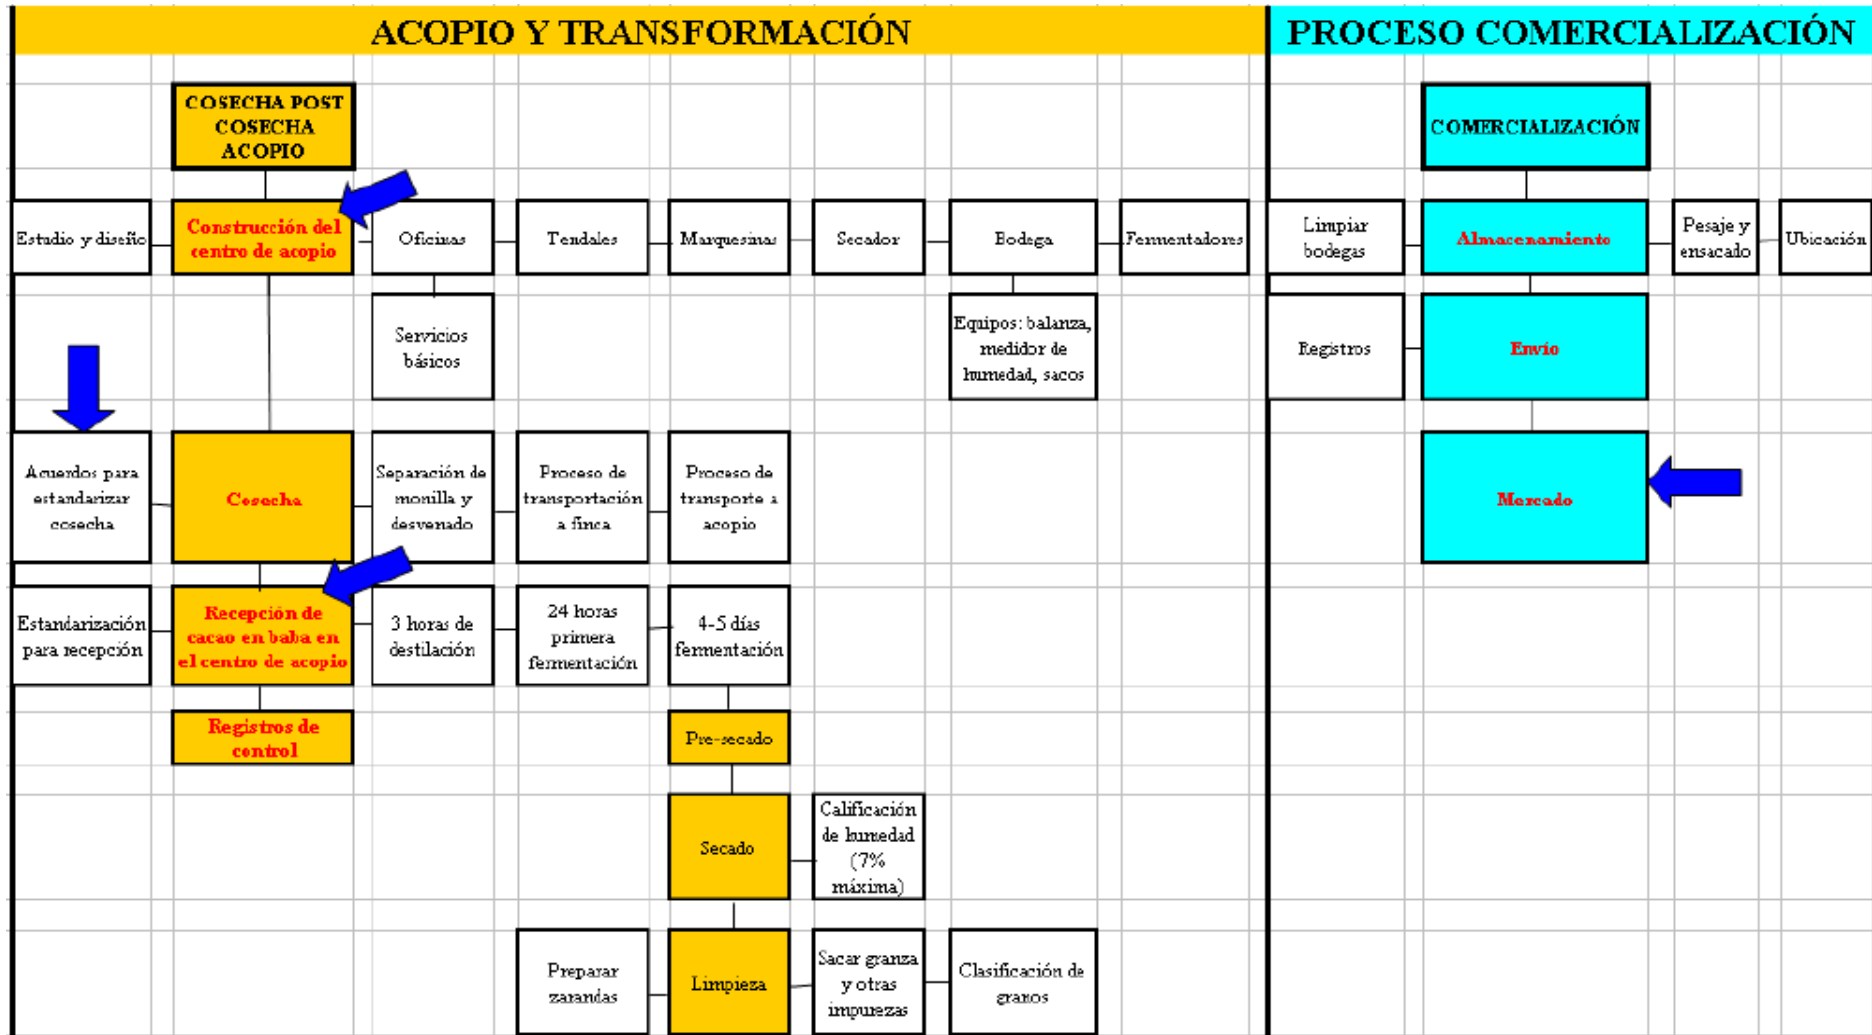 ACOPIO Y TRANSFORMACIÓN
PROCESO COMERCIALIZACIÓN
COSECHA POST
COSECHA
ACOPIO
COMERCIALIZACIÓN
Estudio y diseño
Construcción del
centro de acopio
Oficinas
Tendales
Marquesinas
Secador
Bodega
Fermentadores
Limpiar
bodegas
Almacenamiento
Pesaje y
ensacado
Ubicación
Servicios
básicos
Equipos: balanza,
medidor de
humedad, sacos
Registros
Envío
Acuerdos para
estandarizar
cosecha
Cosecha
Separación de
monilla y
desvenado
Proceso de
transportación
a finca
Proceso de
transporte a
acopio
Mercado
Estandarización
para recepción
Recepción de
cacao en baba en
el centro de acopio
3 horas de
destilación
24 horas
primera
fermentación
4-5 días
fermentación
Registros de
control
Pre-secado
Secado
Calificación
de humedad
(7%
máxima)
Preparar
zarandas
Limpieza
Sacar granza
y otras
impurezas
Clasificación de
granos